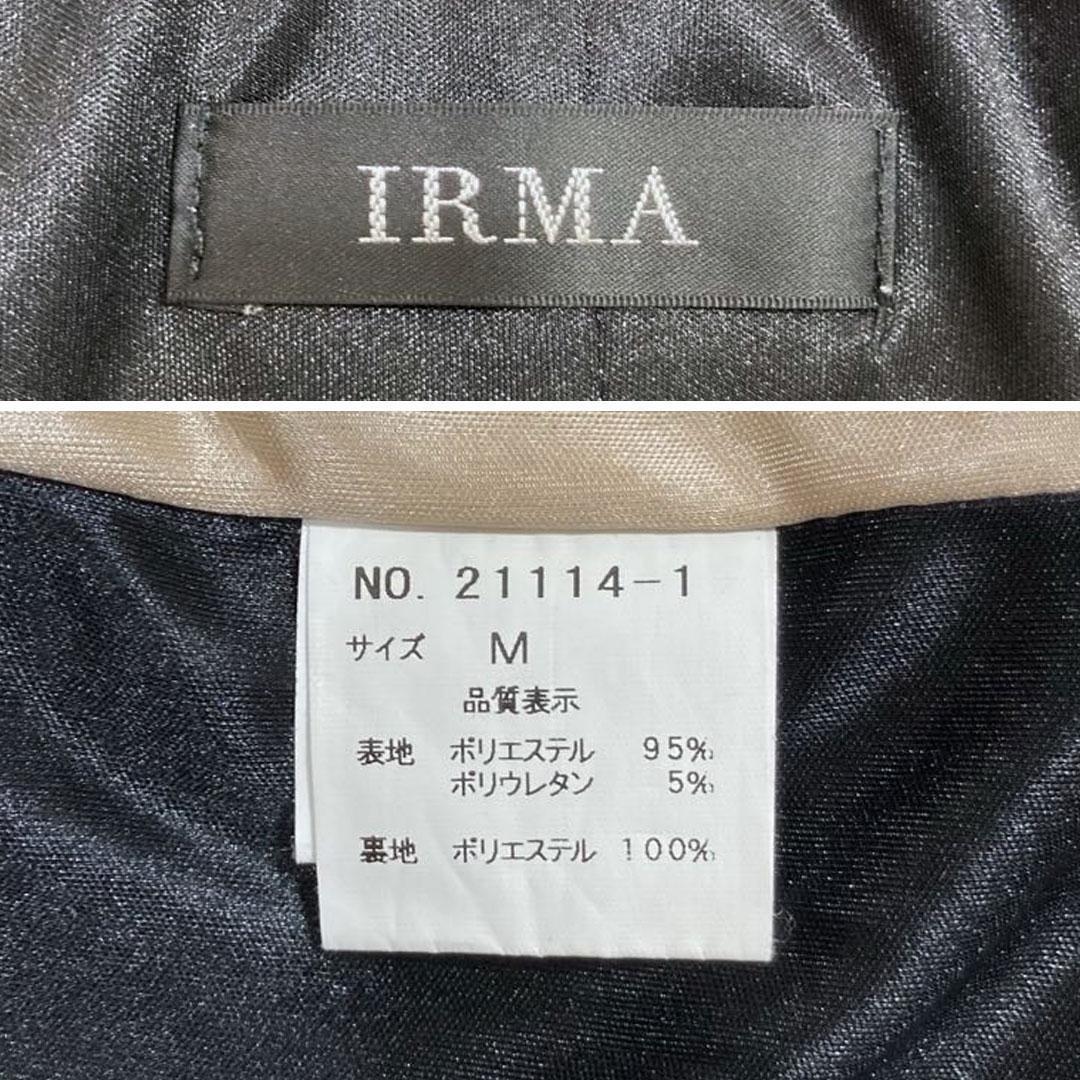 IRMA
NO. 21114-1
サイズ M
品質表示
表地 ポリエステル 95%
ポリウレタン 5%
裏地 ポリエステル 100%